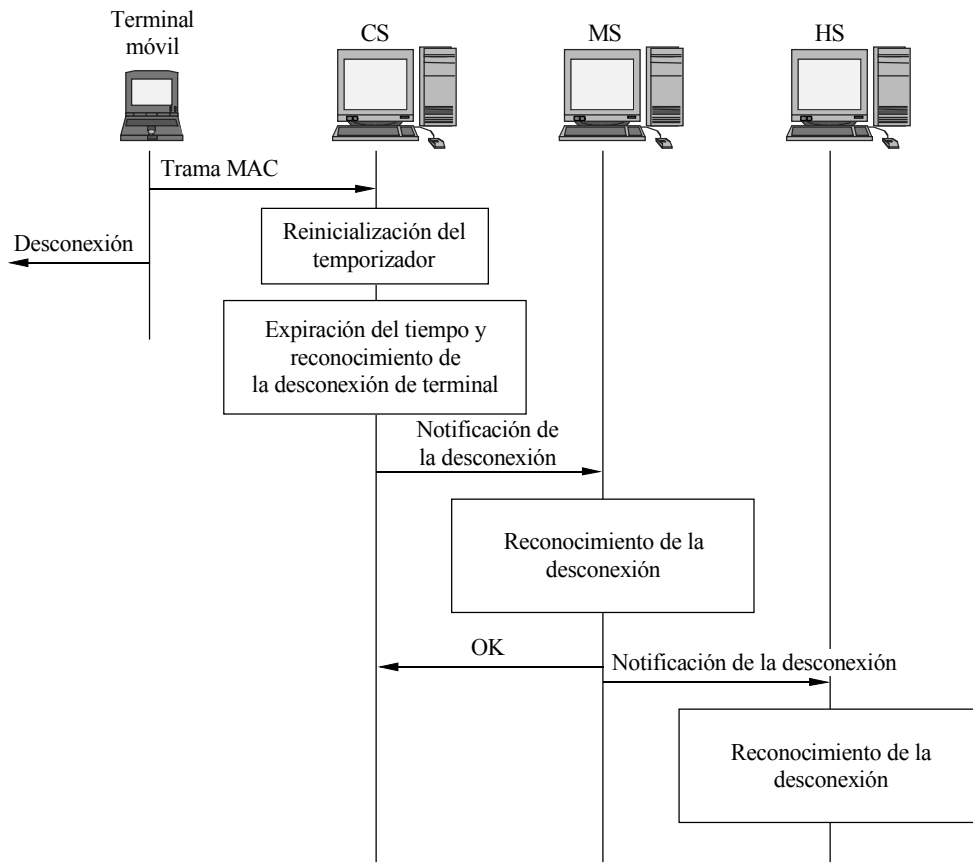 Terminal
móvil
CS
MS
HS
Trama MAC
Reinicialización del
temporizador
Desconexión
Expiración del tiempo y
reconocimiento de
la desconexión de terminal
Notificación de
la desconexión
Reconocimiento de la
desconexión
OK
Notificación de la desconexión
Reconocimiento de la
desconexión